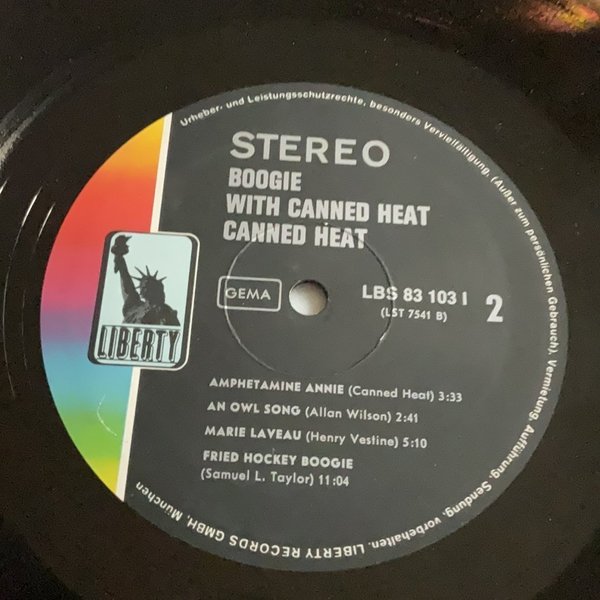 Urheber- und Leistungsschutzrechte, besonders Vervielfältigung, (Außer zum persönlichen Gebrauch), Vermietung, Aufführung, Sendung, vorbehalten. LIBERTY RECORDS GMBH, München
STEREO
BOOGIE
WITH CANNED HEAT
CANNED HEAT
LIBERTY
GEMA
LBS 83 103 I
(LST 7541 B)
2
AMPHETAMINE ANNIE (Canned Heat) 3:33
AN OWL SONG (Allan Wilson) 2:41
MARIE LAVEAU (Henry Vestine) 5:10
FRIED HOCKEY BOOGIE
(Samuel L. Taylor) 11:04